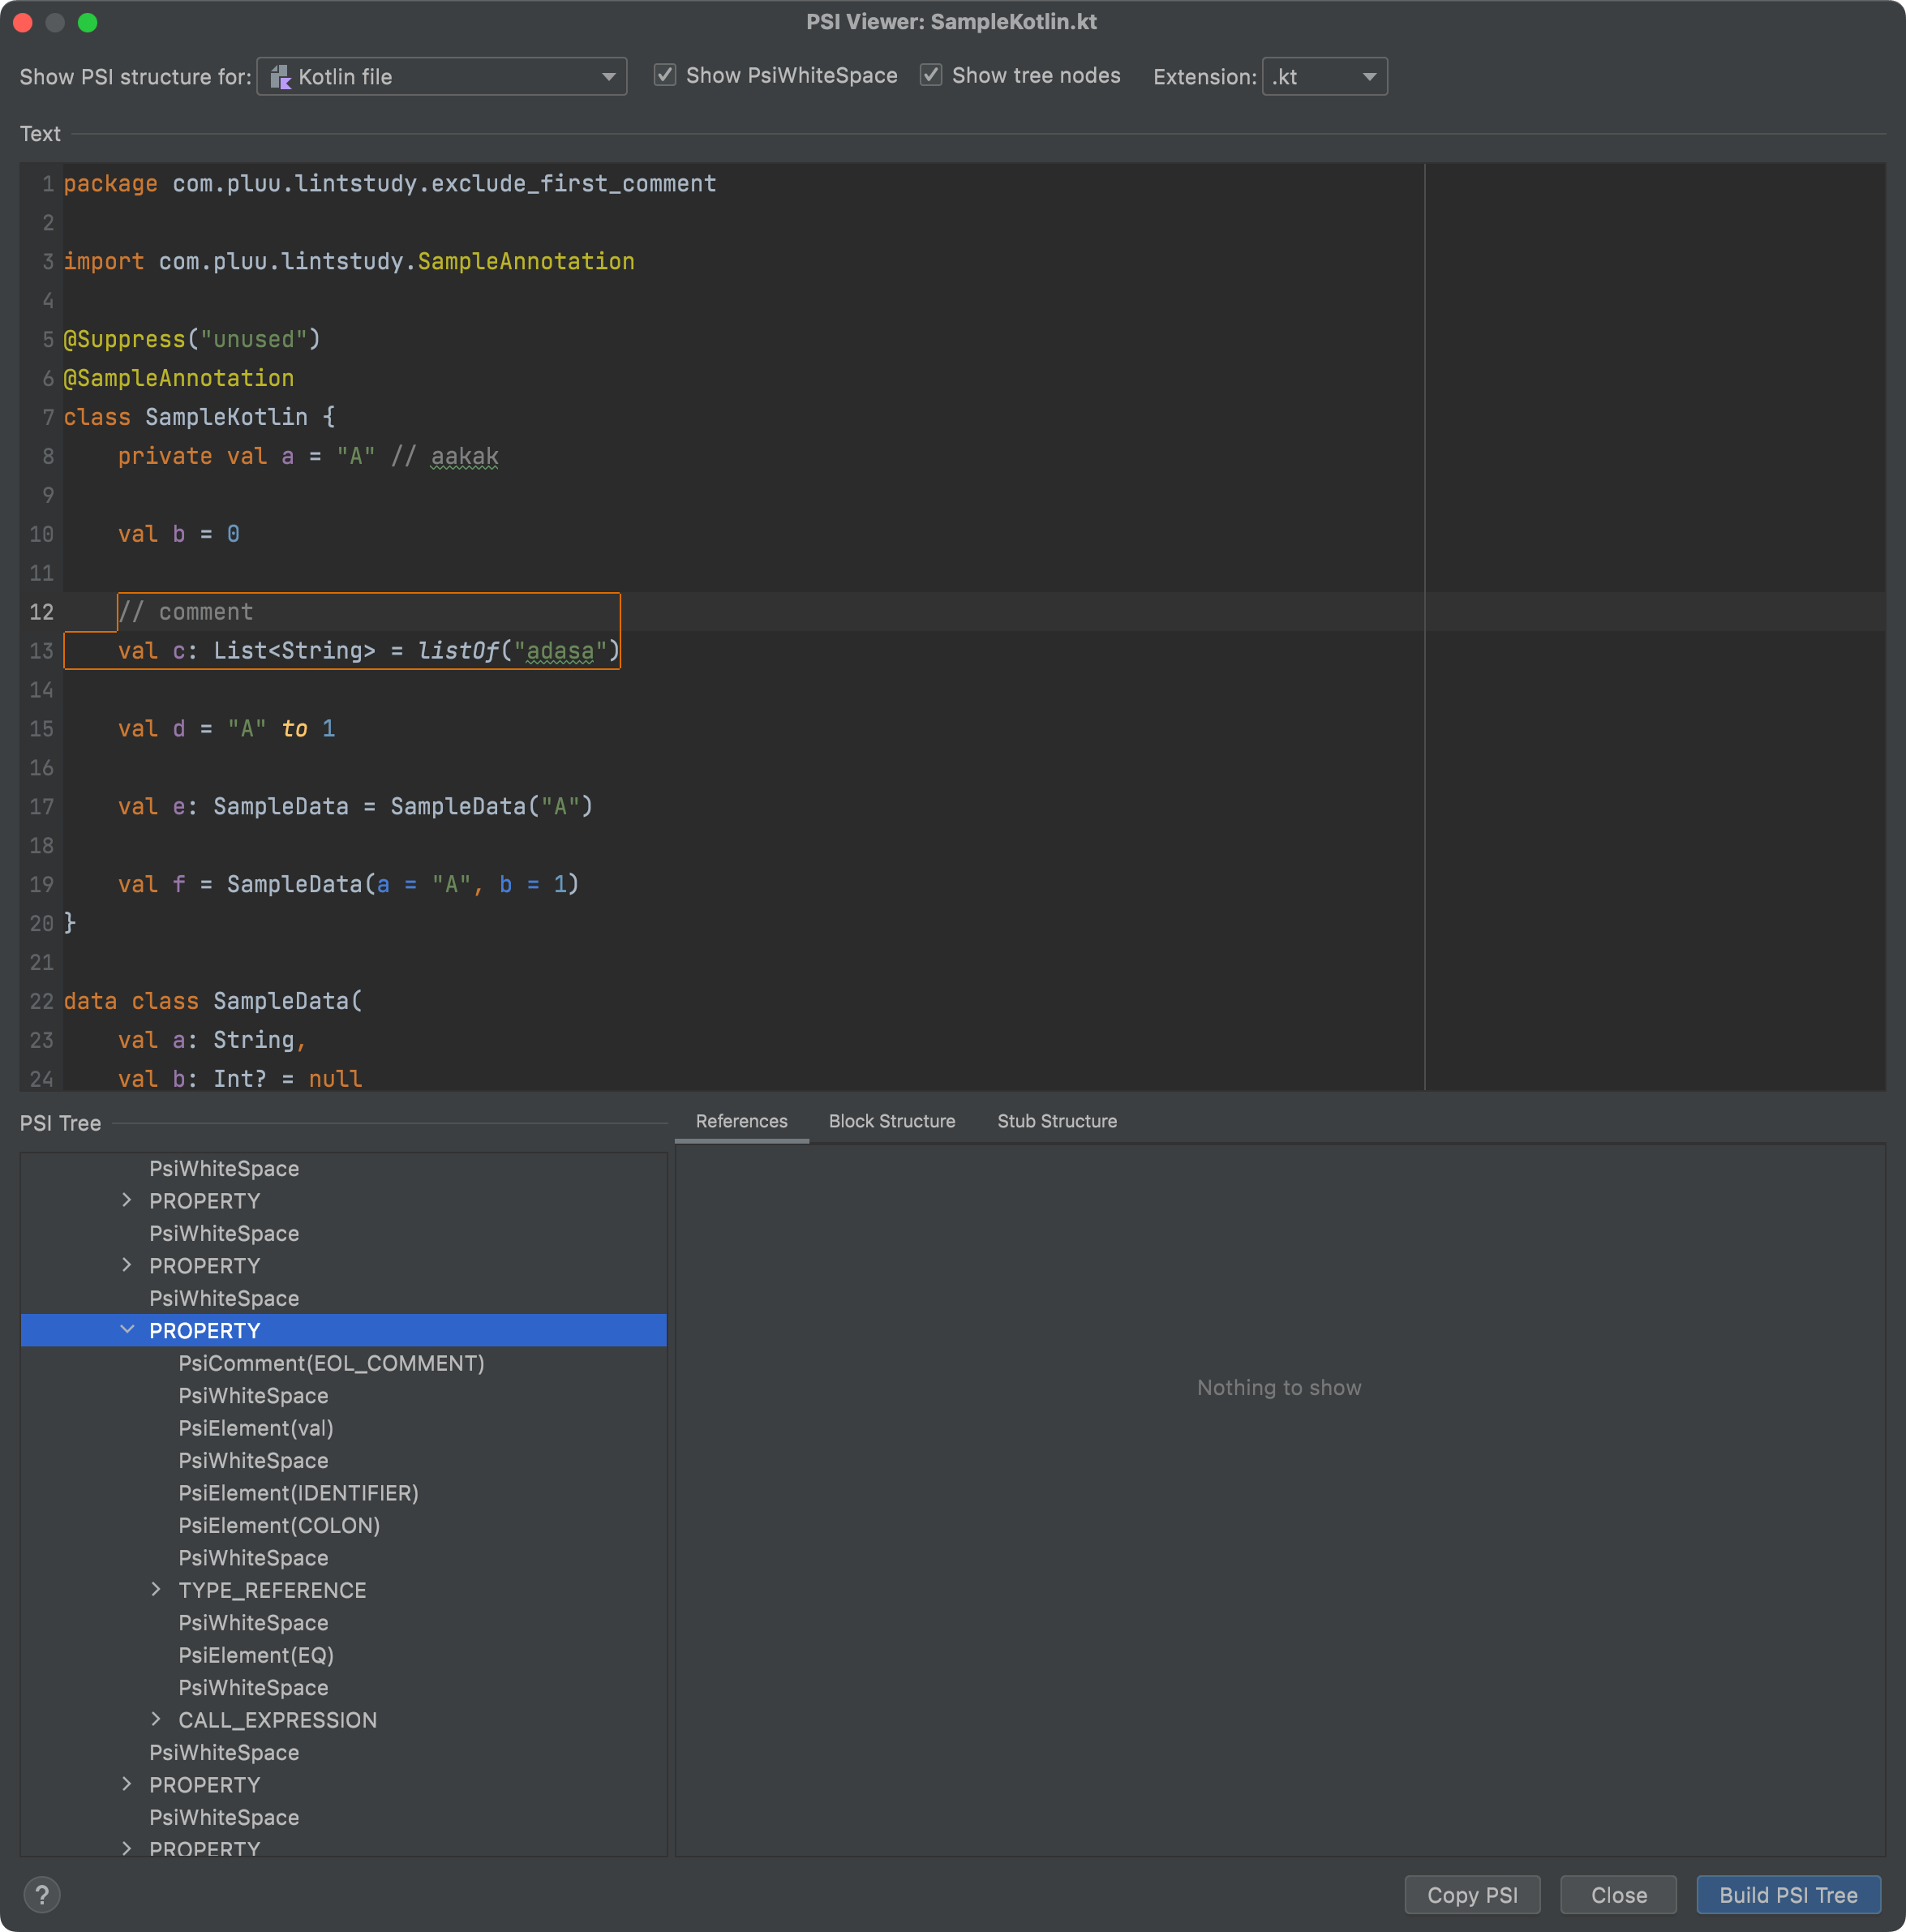 PSI Viewer: SampleKotlin.kt
Show PSI structure for: Kotlin file Show PsiWhiteSpace Show tree nodes Extension: .kt
Text
1 package com.pluu.lintstudy.exclude_first_comment
2
3 import com.pluu.lintstudy.SampleAnnotation
4
5 @Suppress("unused")
6 @SampleAnnotation
7 class SampleKotlin {
8 private val a = "A" // aakak
9
10 val b = 0
11
12 // comment
13 val c: List<String> = listOf("adasa")
14
15 val d = "A" to 1
16
17 val e: SampleData = SampleData("A")
18
19 val f = SampleData(a = "A", b = 1)
20 }
21
22 data class SampleData(
23 val a: String,
24 val b: Int? = null
PSI Tree
PsiWhiteSpace
PROPERTY
PsiWhiteSpace
PROPERTY
PsiWhiteSpace
PROPERTY
PsiComment(EOL_COMMENT)
PsiWhiteSpace
PsiElement(val)
PsiWhiteSpace
PsiElement(IDENTIFIER)
PsiElement(COLON)
PsiWhiteSpace
TYPE_REFERENCE
PsiWhiteSpace
PsiElement(EQ)
PsiWhiteSpace
CALL_EXPRESSION
PsiWhiteSpace
PROPERTY
PsiWhiteSpace
PROPERTY
References Block Structure Stub Structure
Nothing to show
? Copy PSI Close Build PSI Tree